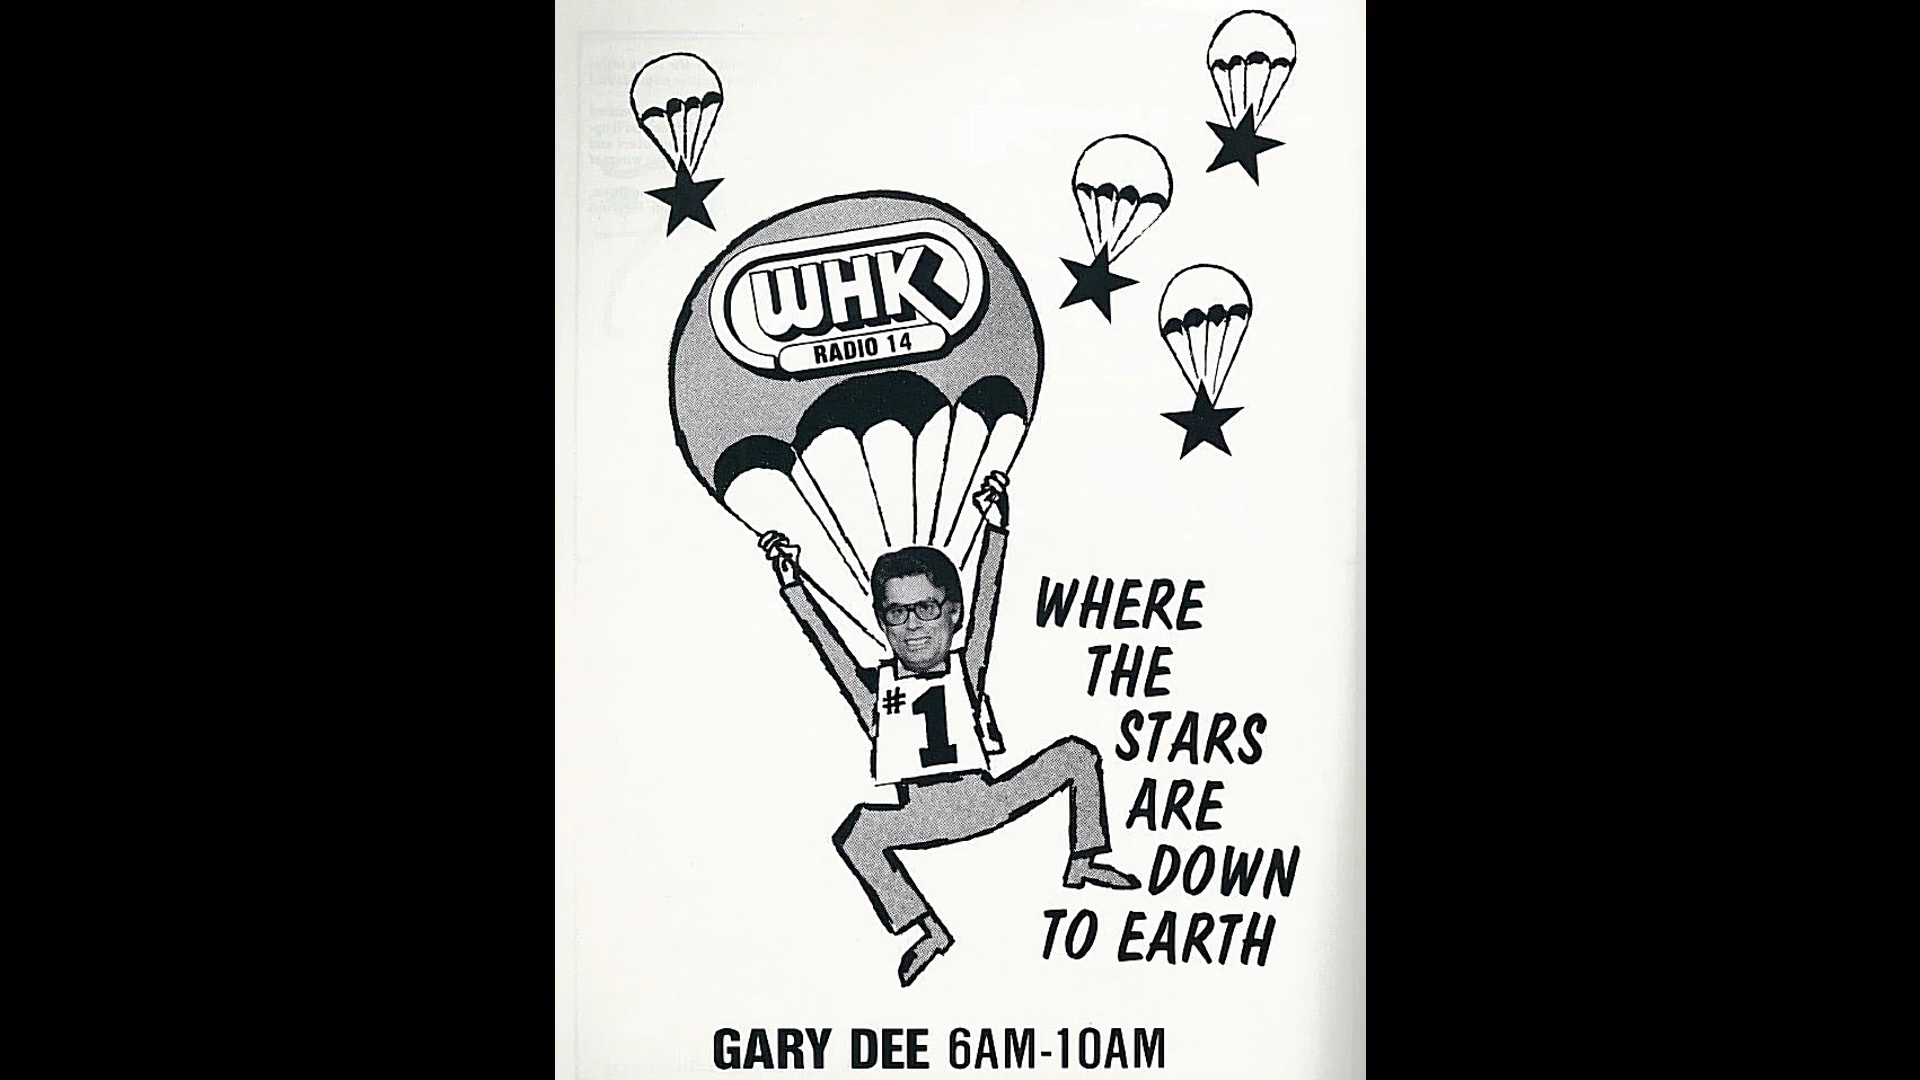 WHK
RADIO 14
#1
WHERE
THE
STARS
ARE
DOWN
TO EARTH
GARY DEE 6AM-10AM